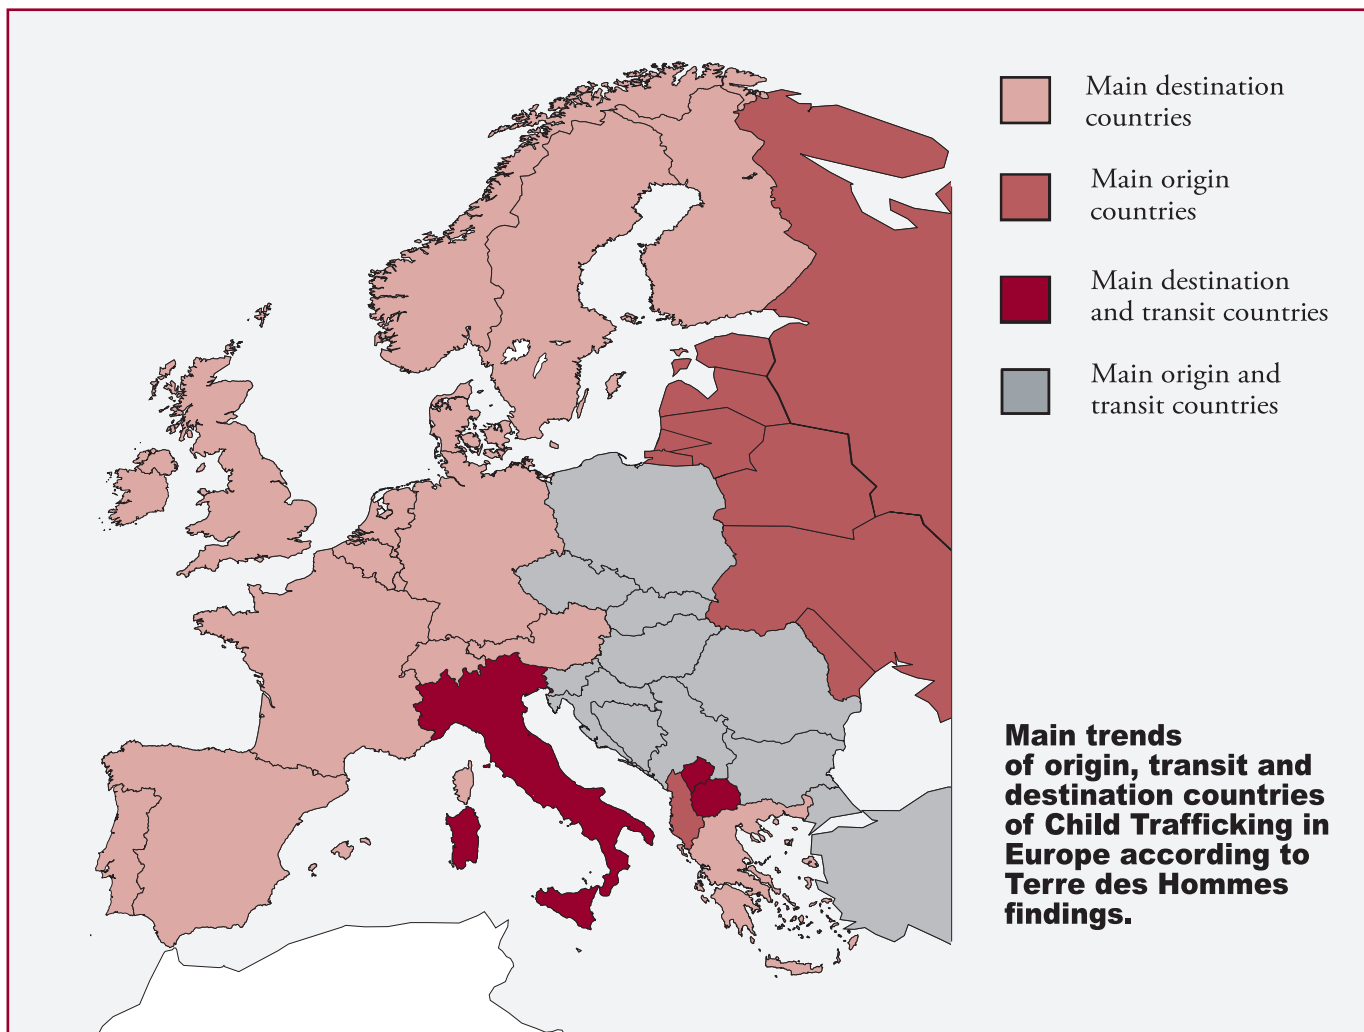 Main destination
countries
Main origin
countries
Main destination
and transit countries
Main origin and
transit countries
Main trends
of origin, transit and
destination countries
of Child Trafficking in
Europe according to
Terre des Hommes
findings.